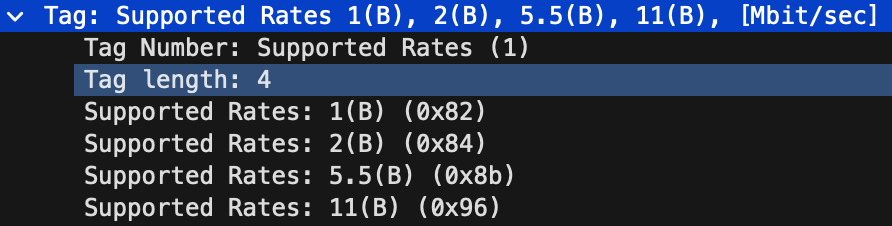 Tag: Supported Rates 1(B), 2(B), 5.5(B), 11(B), [Mbit/sec]
Tag Number: Supported Rates (1)
Tag length: 4
Supported Rates: 1(B) (0x82)
Supported Rates: 2(B) (0x84)
Supported Rates: 5.5(B) (0x8b)
Supported Rates: 11(B) (0x96)